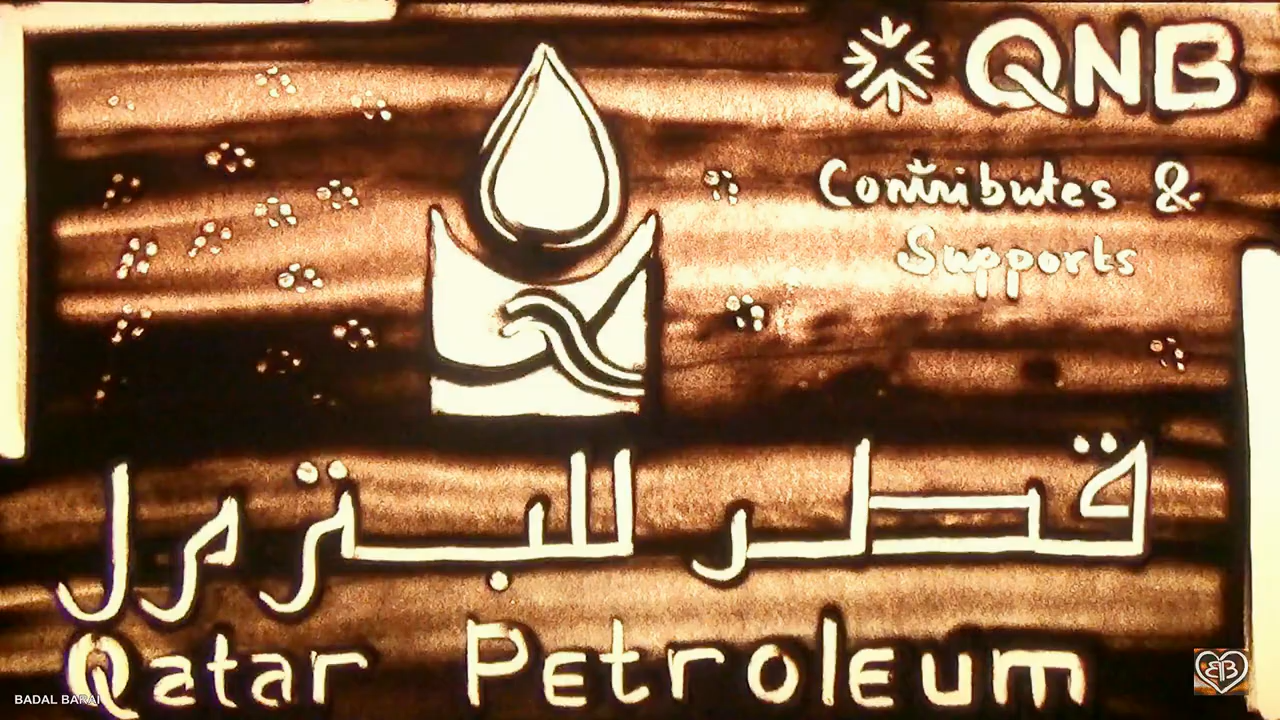 QNB
Contributes &
Supports
قطر للبترول
Qatar Petroleum
BADAL BARAI